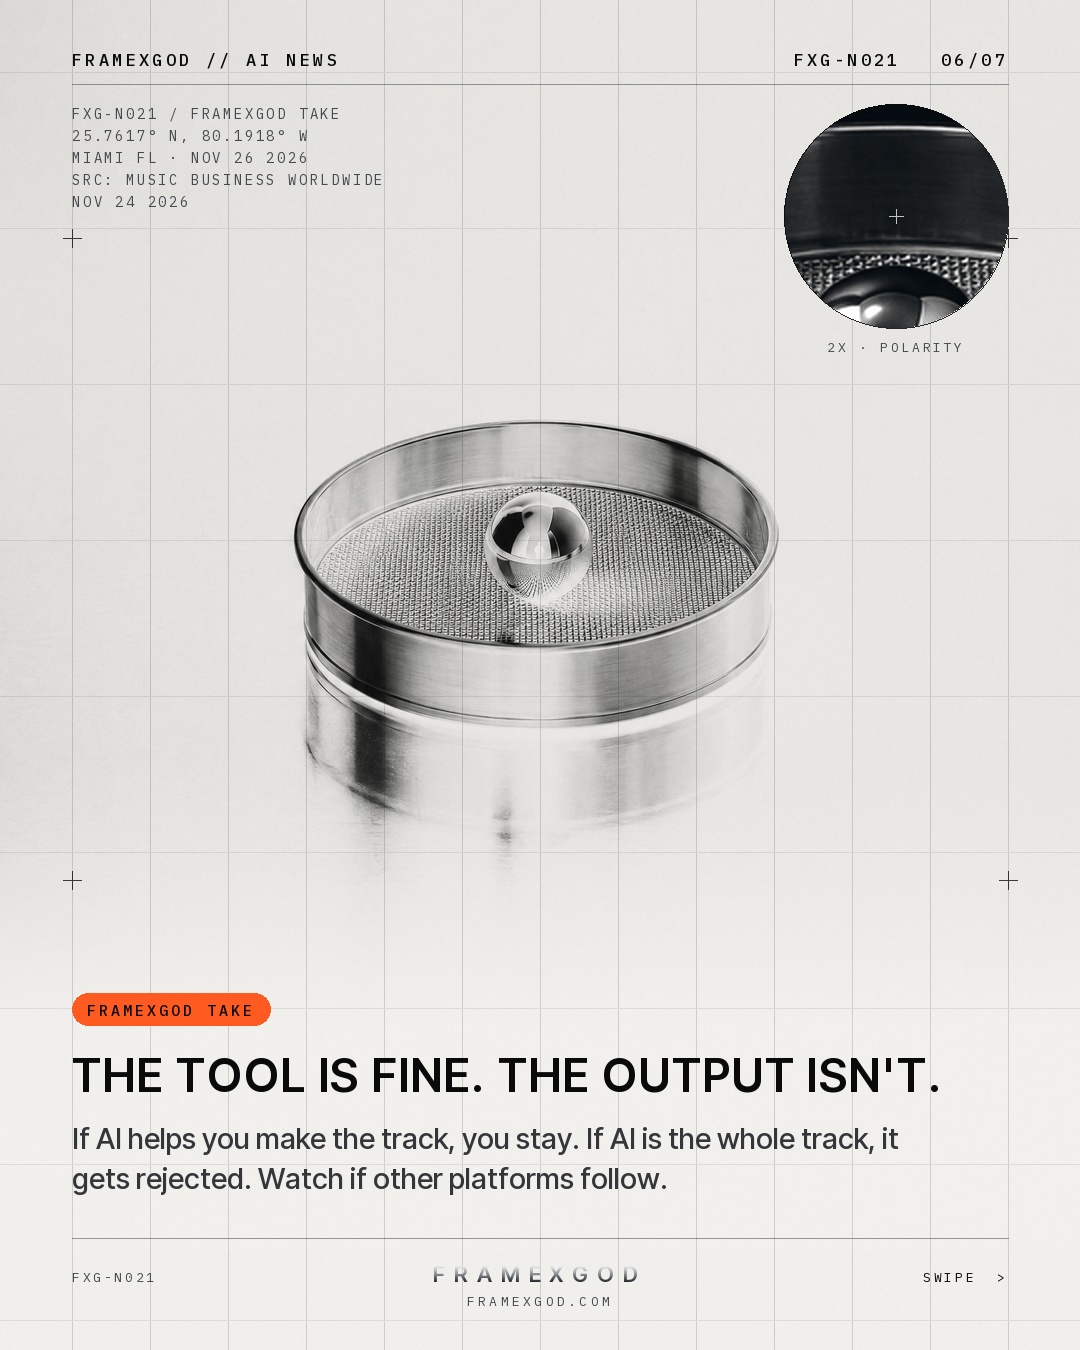 FRAMEXGOD // AI NEWS
FXG-N021 06/07
FXG-N021 / FRAMEXGOD TAKE
25.7617° N, 80.1918° W
MIAMI FL · NOV 26 2026
SRC: MUSIC BUSINESS WORLDWIDE
NOV 24 2026
2X · POLARITY
FRAMEXGOD TAKE
THE TOOL IS FINE. THE OUTPUT ISN'T.
If AI helps you make the track, you stay. If AI is the whole track, it
gets rejected. Watch if other platforms follow.
FXG-N021
FRAMEXGOD
FRAMEXGOD.COM
SWIPE >